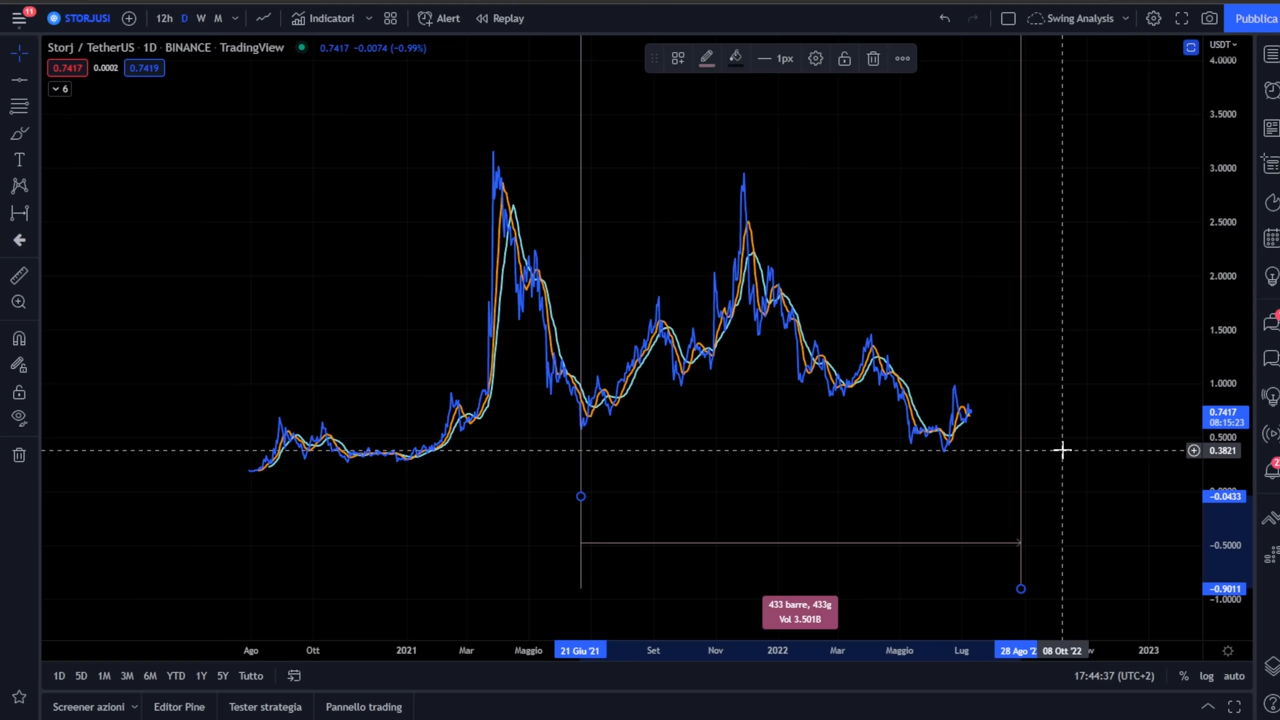 11
STORJUSI
12h D W M
Indicatori
Alert
Replay
Swing Analysis
Pubblica
Storj / TetherUS · 1D · BINANCE · TradingView
0.7417 −0.0074 (−0.99%)
0.7417 0.0002 0.7419
6
1px
USDT
4.0000
3.5000
3.0000
2.5000
2.0000
1.5000
1.0000
0.7417
08:15:23
0.5000
0.3821
−0.0433
−0.5000
−0.9011
−1.0000
433 barre, 433g
Vol 3.501B
Ago Ott 2021 Mar Maggio 21 Giu '21 Set Nov 2022 Mar Maggio Lug 28 Ago '2 08 Ott '22 2023
1D 5D 1M 3M 6M YTD 1Y 5Y Tutto
17:44:37 (UTC+2) % log auto
Screener azioni Editor Pine Tester strategia Pannello trading